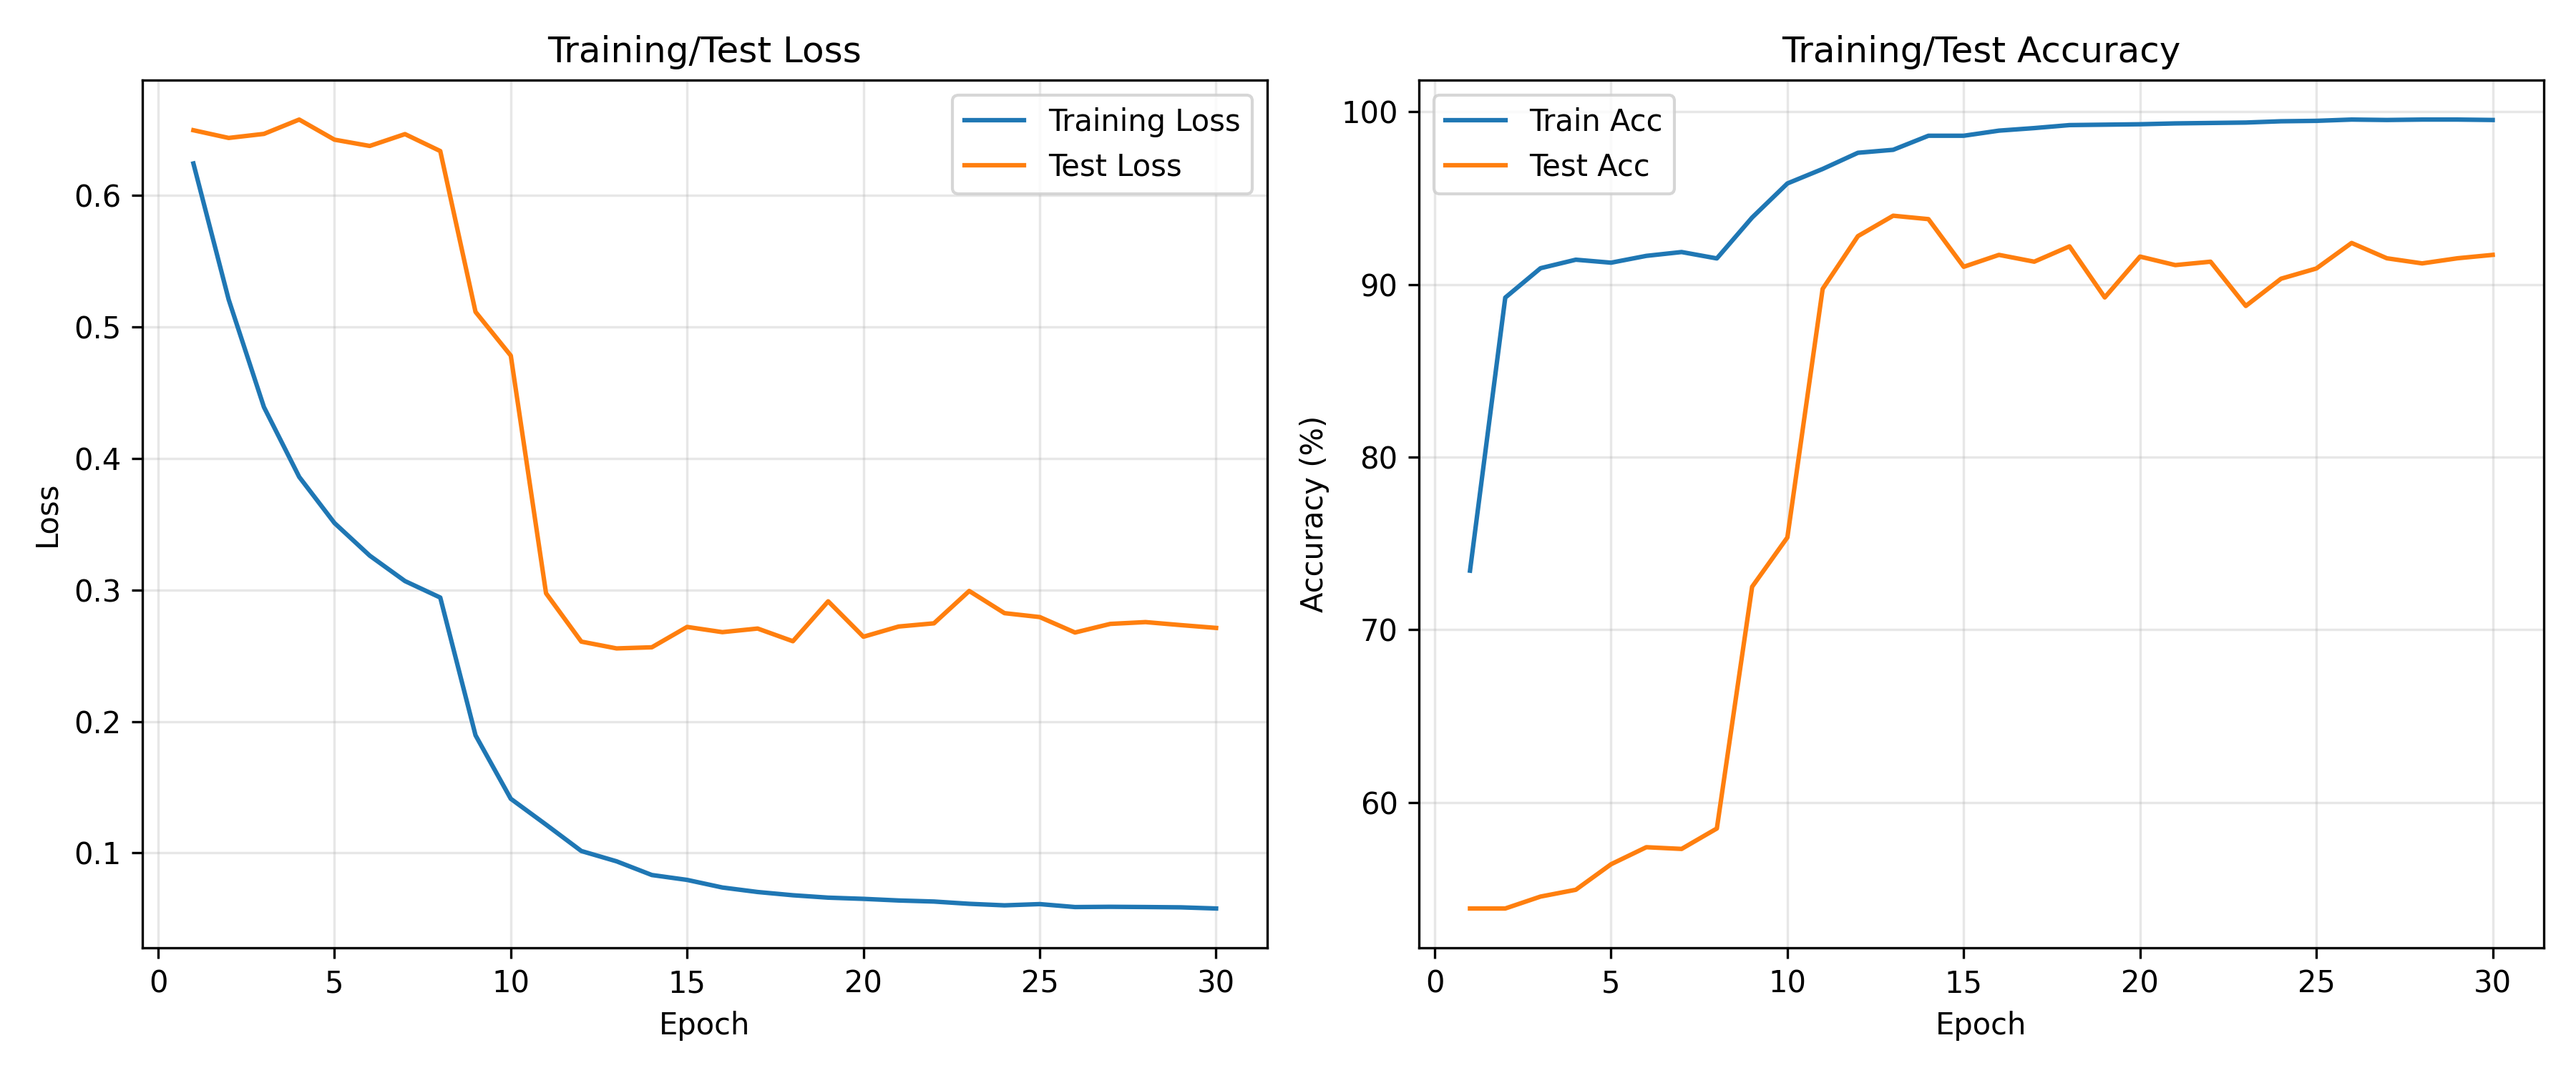 Training/Test Loss
Training Loss
Test Loss
0.6
0.5
0.4
0.3
0.2
0.1
Loss
0 5 10 15 20 25 30
Epoch
Training/Test Accuracy
Train Acc
Test Acc
100
90
80
70
60
Accuracy (%)
0 5 10 15 20 25 30
Epoch